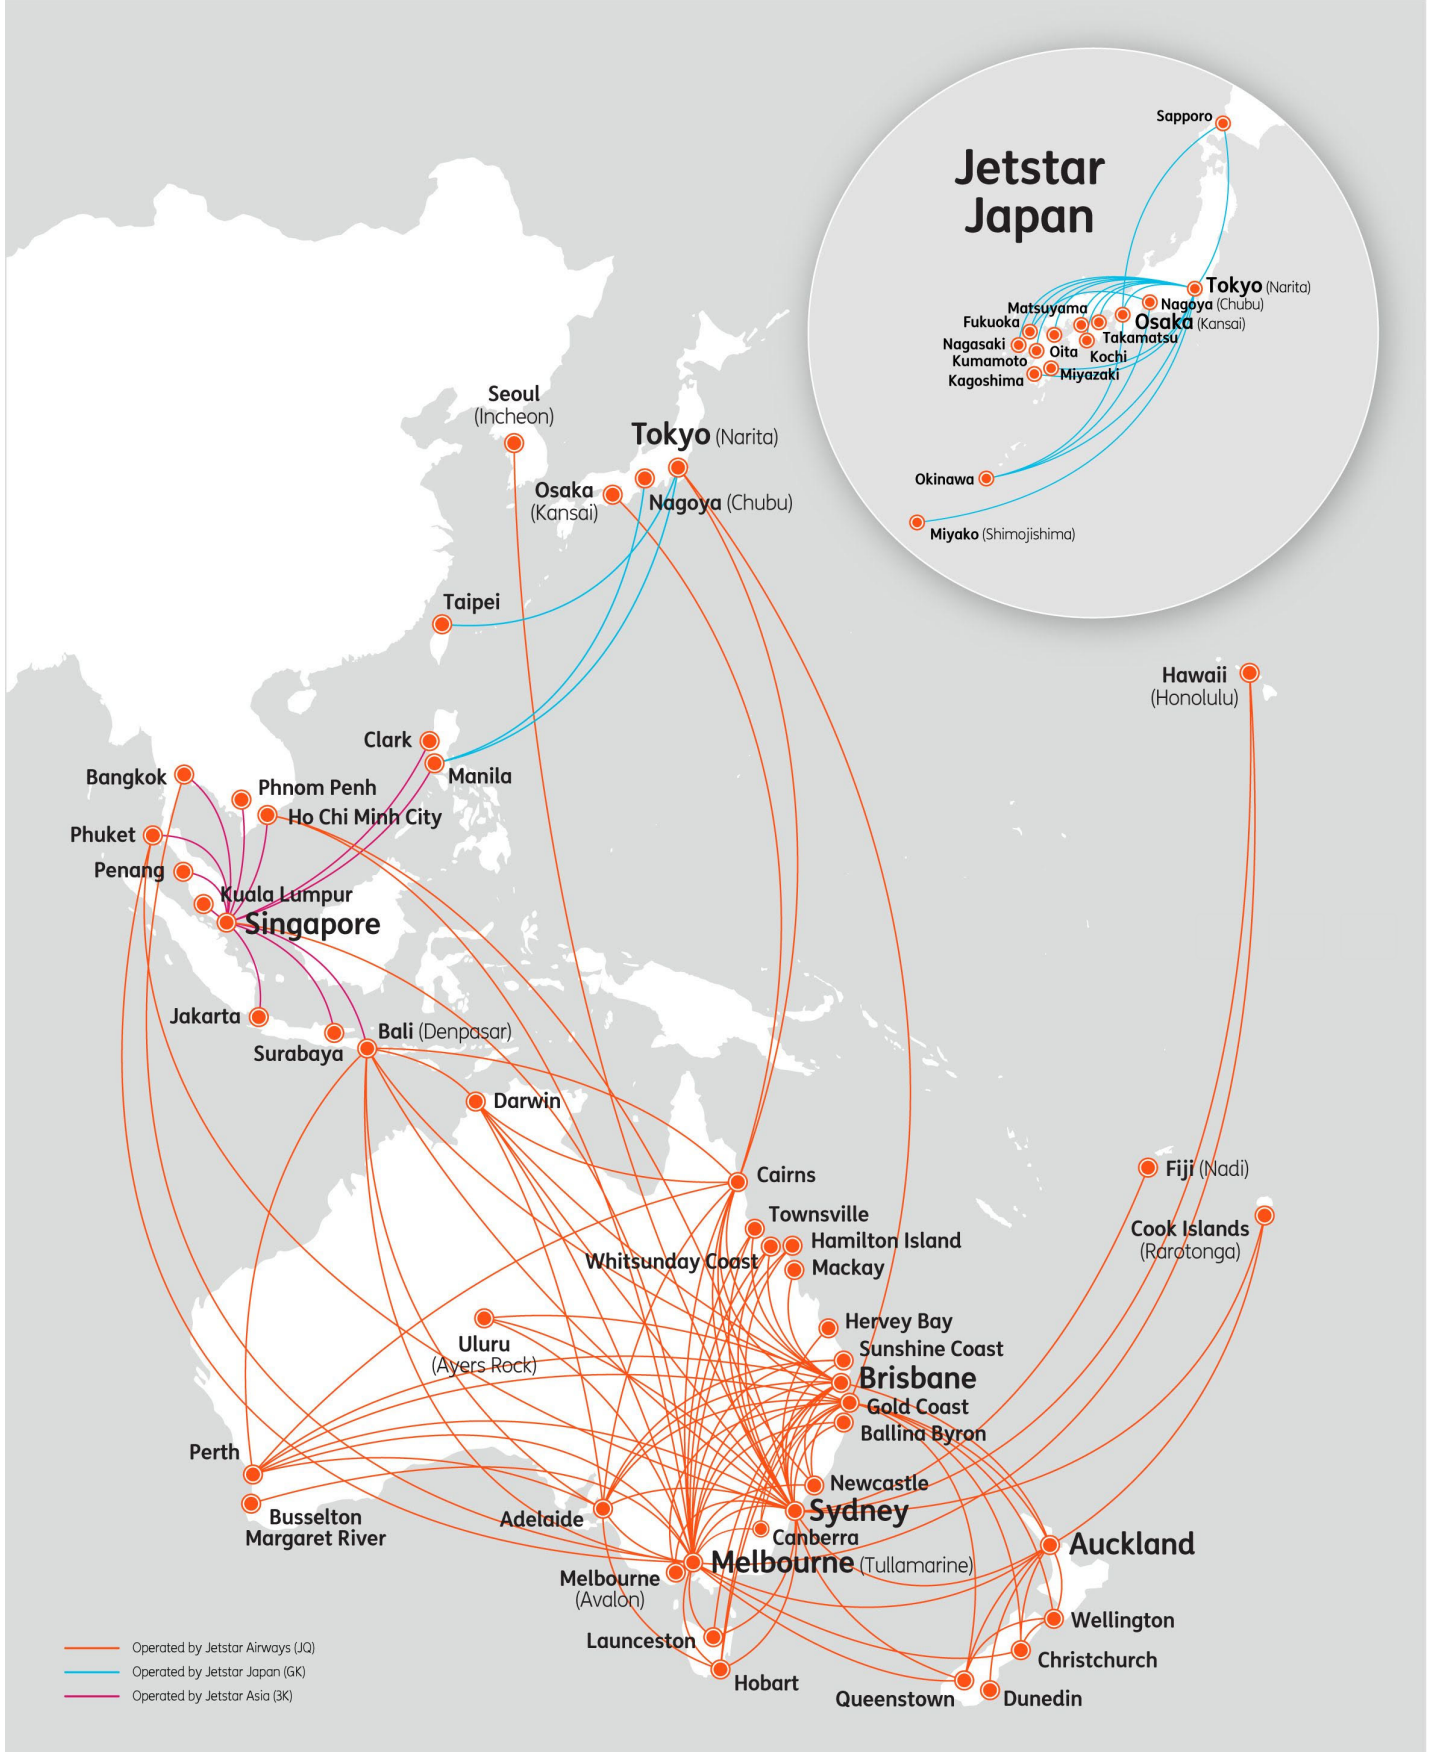 Jetstar
Japan
Sapporo
Tokyo (Narita)
Nagoya (Chubu)
Matsuyama
Osaka (Kansai)
Fukuoka
Takamatsu
Nagasaki
Oita
Kochi
Kumamoto
Miyazaki
Kagoshima
Okinawa
Miyako (Shimojishima)
Seoul
(Incheon)
Tokyo (Narita)
Osaka
(Kansai)
Nagoya (Chubu)
Taipei
Hawaii
(Honolulu)
Clark
Manila
Bangkok
Phnom Penh
Ho Chi Minh City
Phuket
Penang
Kuala Lumpur
Singapore
Jakarta
Surabaya
Bali (Denpasar)
Darwin
Cairns
Fiji (Nadi)
Townsville
Cook Islands
(Rarotonga)
Hamilton Island
Whitsunday Coast
Mackay
Hervey Bay
Uluru
(Ayers Rock)
Sunshine Coast
Brisbane
Gold Coast
Ballina Byron
Perth
Newcastle
Busselton
Margaret River
Adelaide
Sydney
Canberra
Auckland
Melbourne (Tullamarine)
Melbourne
(Avalon)
Wellington
Launceston
Christchurch
Hobart
Queenstown
Dunedin
Operated by Jetstar Airways (JQ)
Operated by Jetstar Japan (GK)
Operated by Jetstar Asia (3K)